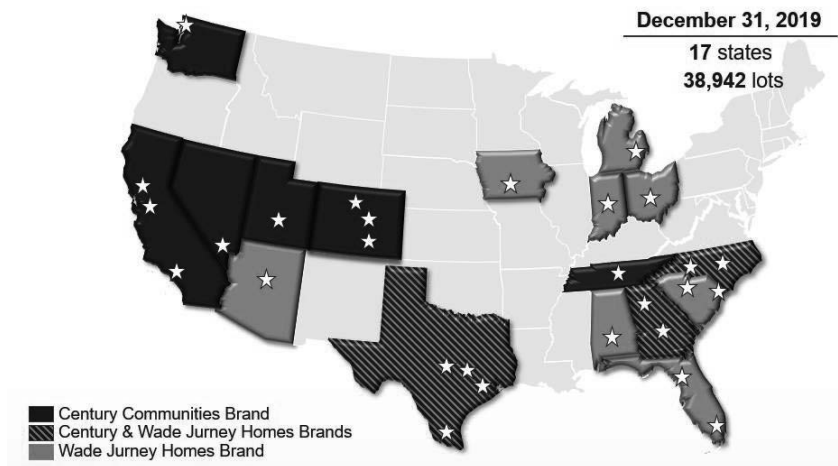 December 31, 2019
17 states
38,942 lots
Century Communities Brand
Century & Wade Jurney Homes Brands
Wade Jurney Homes Brand